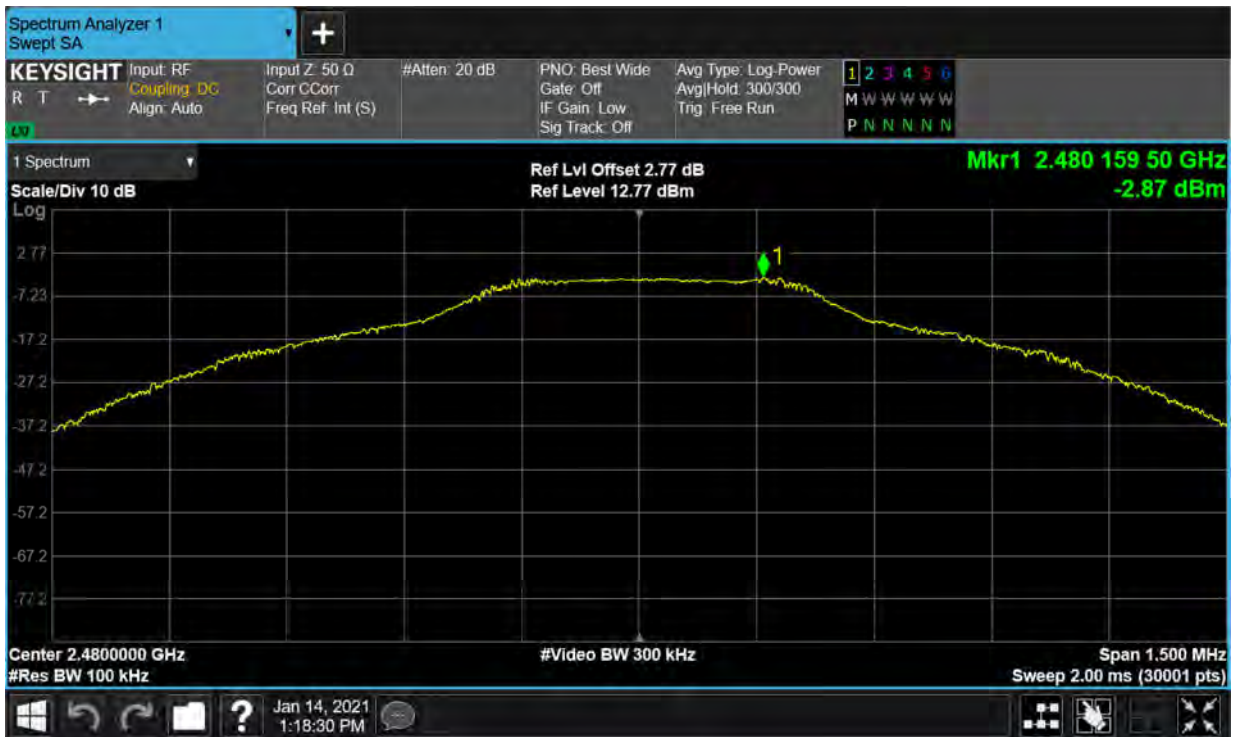 Spectrum Analyzer 1
Swept SA
KEYSIGHT
R T
Input: RF
Coupling: DC
Align: Auto
Input Z: 50 Ω
Corr CCorr
Freq Ref: Int (S)
#Atten: 20 dB
PNO: Best Wide
Gate: Off
IF Gain: Low
Sig Track: Off
Avg Type: Log-Power
Avg|Hold: 300/300
Trig: Free Run
1 2 3 4 5 6
M W W W W W
P N N N N N
1 Spectrum
Scale/Div 10 dB
Log
Ref Lvl Offset 2.77 dB
Ref Level 12.77 dBm
Mkr1 2.480 159 50 GHz
-2.87 dBm
1
2.77
-7.23
-17.2
-27.2
-37.2
-47.2
-57.2
-67.2
-77.2
Center 2.4800000 GHz
#Res BW 100 kHz
#Video BW 300 kHz
Span 1.500 MHz
Sweep 2.00 ms (30001 pts)
?
Jan 14, 2021
1:18:30 PM